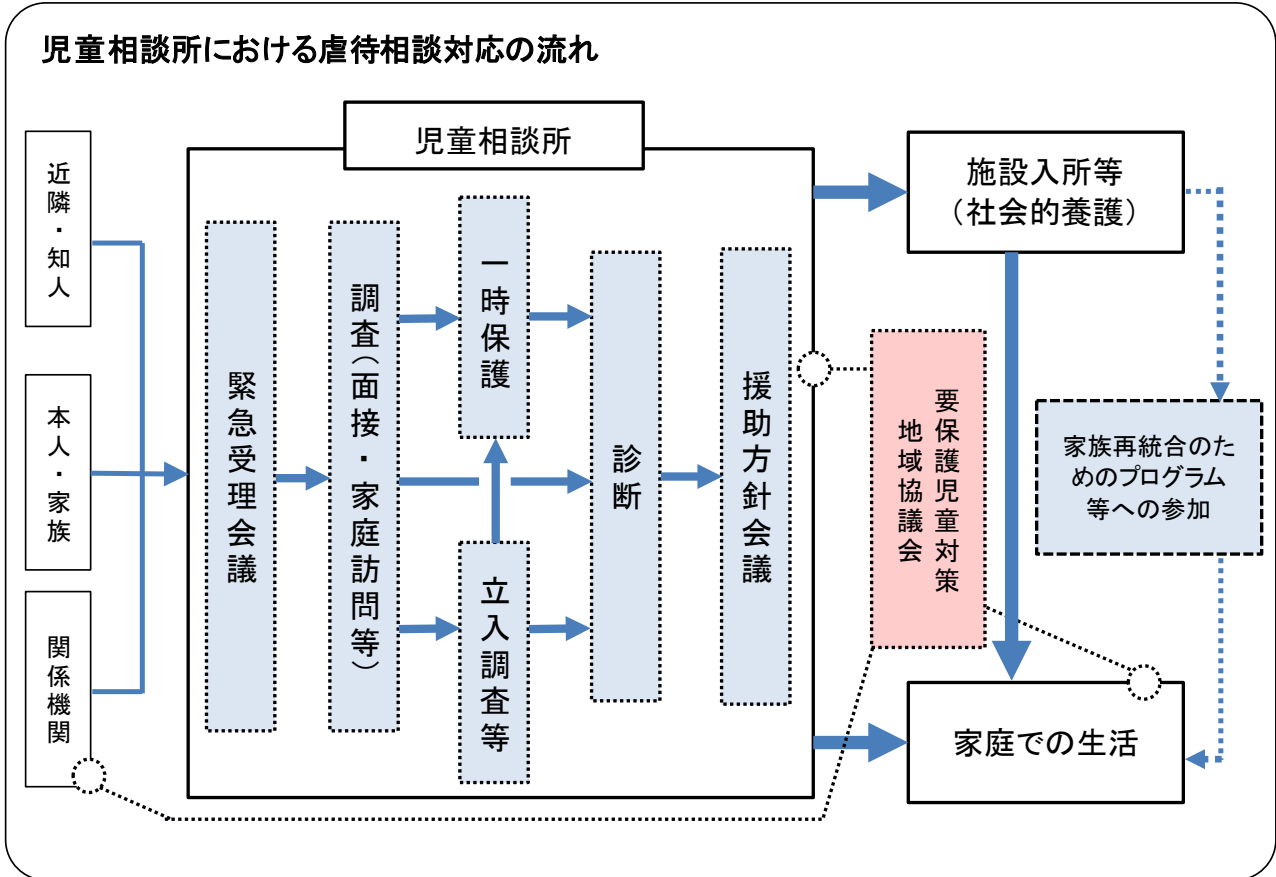 児童相談所における虐待相談対応の流れ
近隣・知人
本人・家族
関係機関
児童相談所
緊急受理会議
調査（面接・家庭訪問等）
一時保護
立入調査等
診断
援助方針会議
要保護児童対策
地域協議会
施設入所等
（社会的養護）
家族再統合のた
めのプログラム
等への参加
家庭での生活